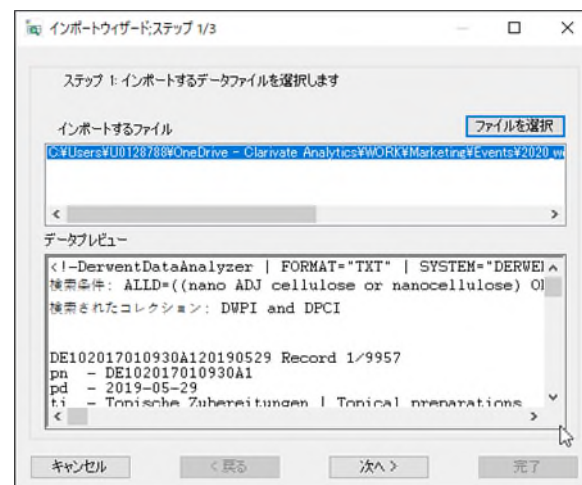 インポートウィザード;ステップ 1/3
ステップ 1: インポートするデータファイルを選択します
インポートするファイル
ファイルを選択
C:¥Users¥U0128788¥OneDrive - Clarivate Analytics¥WORK¥Marketing¥Events¥2020
データプレビュー
<!-DerwentDataAnalyzer | FORMAT="TXT" | SYSTEM="DERWE
検索条件: ALLD=((nano ADJ cellulose or nanocellulose)
検索されたコレクション: DWPI and DPCI
DE102017010930A120190529 Record 1/9957
pn - DE102017010930A1
pd - 2019-05-29
ti - Topische Zubereitungen | Topical preparations
キャンセル
< 戻る
次へ >
完了